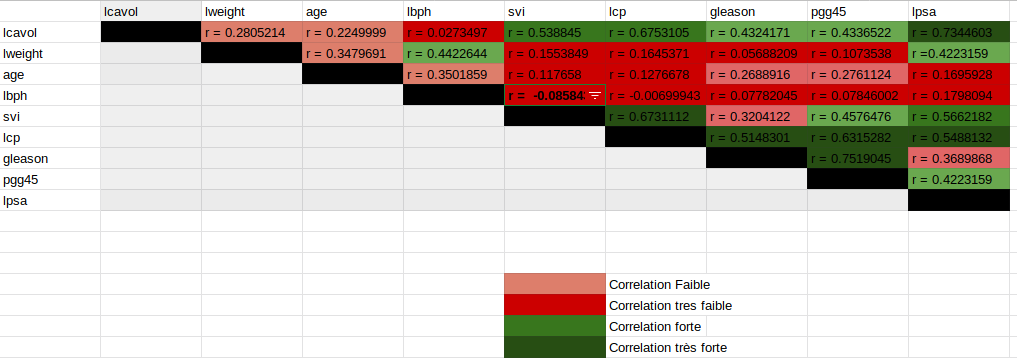 lcavol lweight age lbph svi lcp gleason pgg45 lpsa
lcavol r = 0.2805214 r = 0.2249999 r = 0.0273497 r = 0.538845 r = 0.6753105 r = 0.4324171 r = 0.4336522 r = 0.7344603
lweight r = 0.3479691 r = 0.4422644 r = 0.1553849 r = 0.1645371 r = 0.05688209 r = 0.1073538 r =0.4223159
age r = 0.3501859 r = 0.117658 r = 0.1276678 r = 0.2688916 r = 0.2761124 r = 0.1695928
lbph r = -0.08584 r = -0.00699943 r = 0.07782045 r = 0.07846002 r = 0.1798094
svi r = 0.6731112 r = 0.3204122 r = 0.4576476 r = 0.5662182
lcp r = 0.5148301 r = 0.6315282 r = 0.5488132
gleason r = 0.7519045 r = 0.3689868
pgg45 r = 0.4223159
lpsa
Correlation Faible
Correlation tres faible
Correlation forte
Correlation très forte